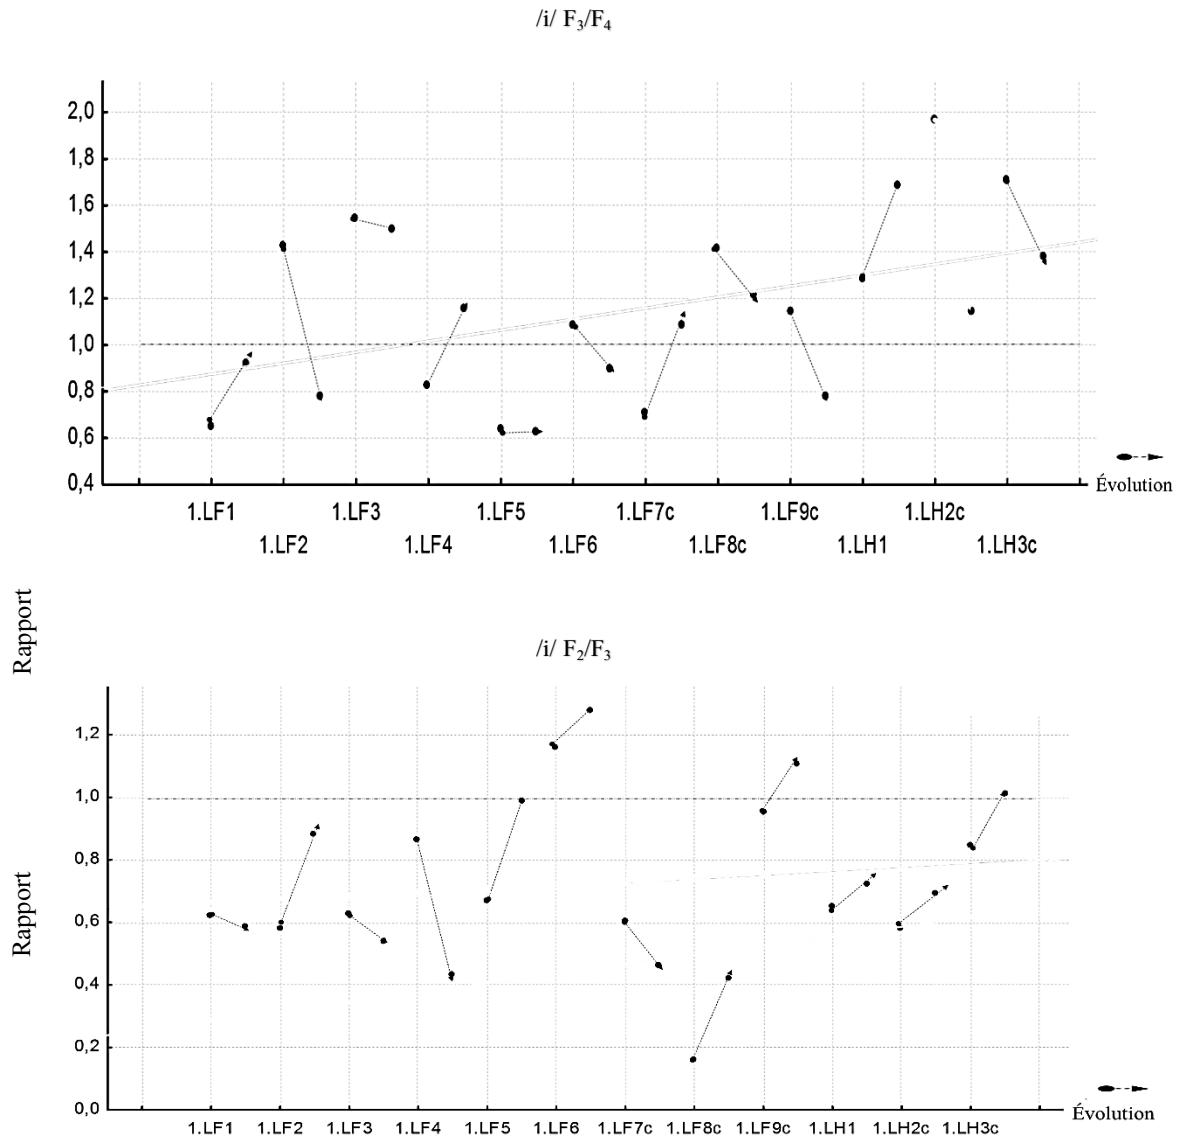 /i/ F3/F4
2,0
1,8
1,6
1,4
1,2
1,0
0,8
0,6
0,4
Évolution
1.LF1 1.LF3 1.LF5 1.LF7c 1.LF9c 1.LH2c
1.LF2 1.LF4 1.LF6 1.LF8c 1.LH1 1.LH3c
Rapport
/i/ F2/F3
1,2
1,0
0,8
0,6
0,4
0,2
0,0
Rapport
Évolution
1.LF1 1.LF2 1.LF3 1.LF4 1.LF5 1.LF6 1.LF7c 1.LF8c 1.LF9c 1.LH1 1.LH2c 1.LH3c